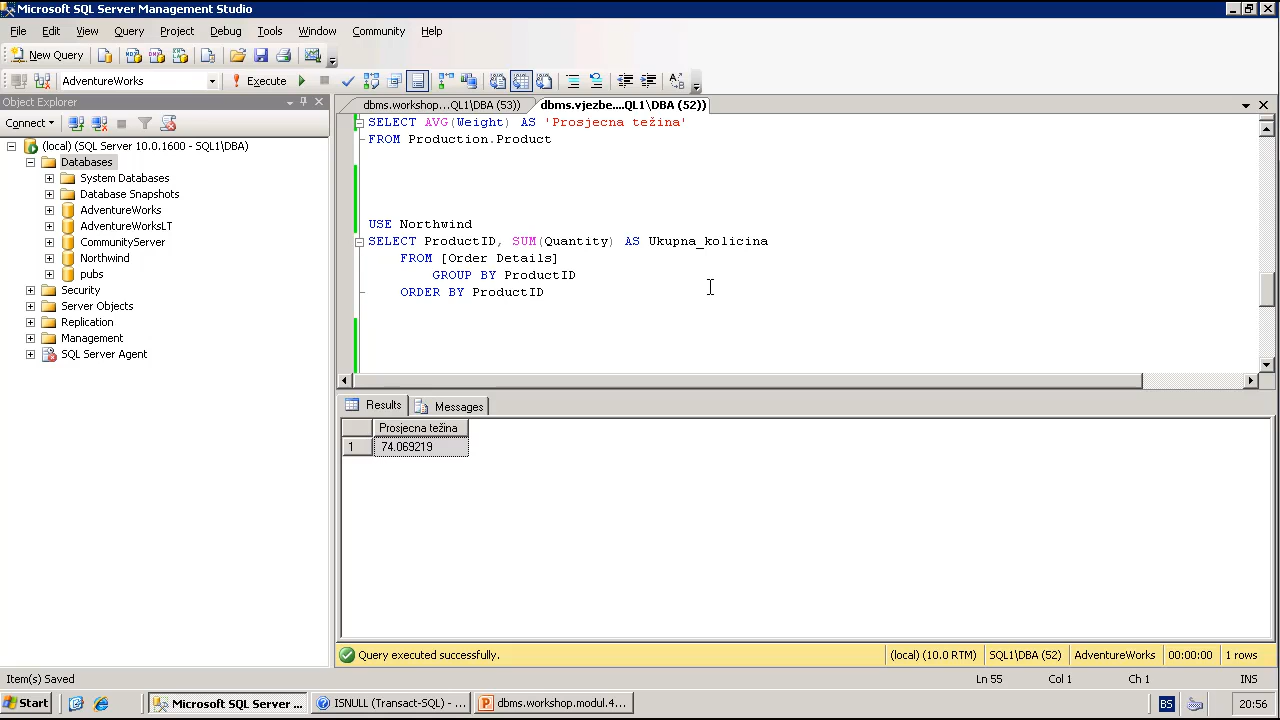 Microsoft SQL Server Management Studio
File Edit View Query Project Debug Tools Window Community Help
New Query
AdventureWorks Execute
Object Explorer
dbms.workshop...QL1\DBA (53)) dbms.vjezbe....QL1\DBA (52))
Connect
(local) (SQL Server 10.0.1600 - SQL1\DBA)
Databases
System Databases
Database Snapshots
AdventureWorks
AdventureWorksLT
CommunityServer
Northwind
pubs
Security
Server Objects
Replication
Management
SQL Server Agent
SELECT AVG(Weight) AS 'Prosjecna težina'
FROM Production.Product
USE Northwind
SELECT ProductID, SUM(Quantity) AS Ukupna_kolicina
FROM [Order Details]
GROUP BY ProductID
ORDER BY ProductID
Results Messages
Prosjecna težina
1 74.069219
Query executed successfully. (local) (10.0 RTM) SQL1\DBA (52) AdventureWorks 00:00:00 1 rows
Item(s) Saved Ln 55 Col 1 Ch 1 INS
Start Microsoft SQL Server ... ISNULL (Transact-SQL) - ... dbms.workshop.modul.4... BS 20:56